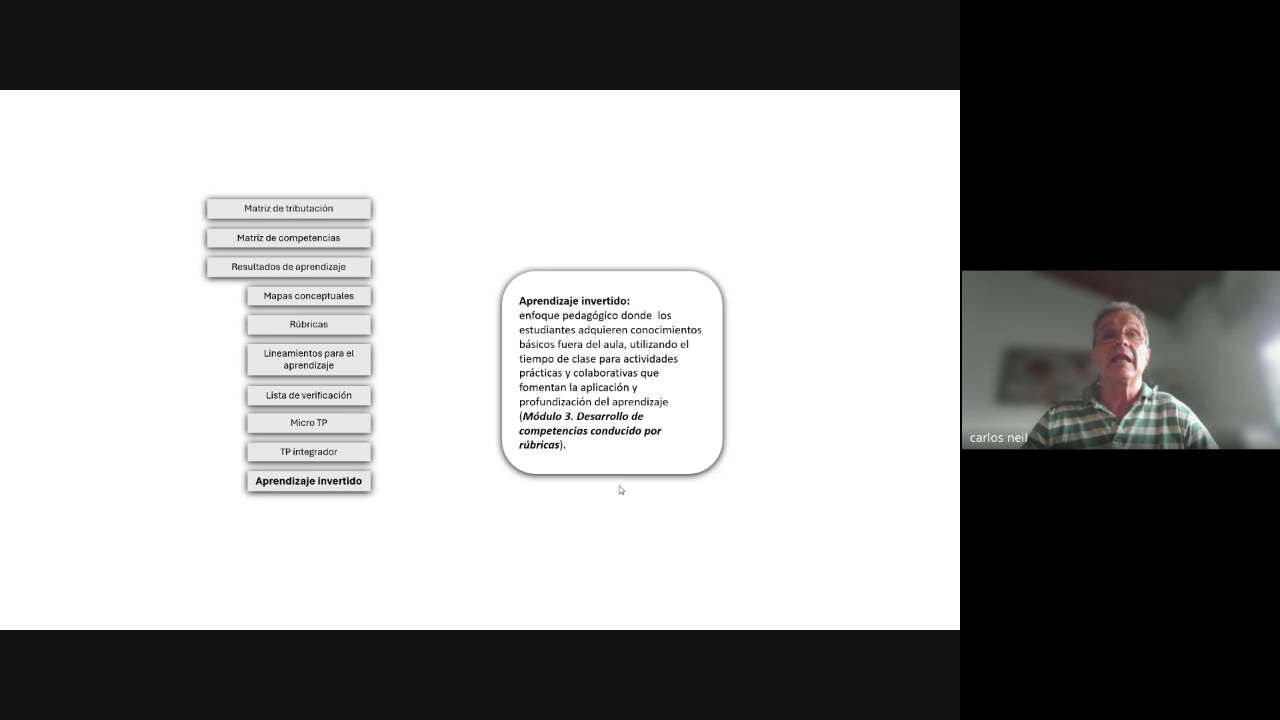 Matriz de tributación
Matriz de competencias
Resultados de aprendizaje
Mapas conceptuales
Rúbricas
Lineamientos para el
aprendizaje
Lista de verificación
Micro TP
TP integrador
Aprendizaje invertido
Aprendizaje invertido:
enfoque pedagógico donde los
estudiantes adquieren conocimientos
básicos fuera del aula, utilizando el
tiempo de clase para actividades
prácticas y colaborativas que
fomentan la aplicación y
profundización del aprendizaje
(Módulo 3. Desarrollo de
competencias conducido por
rúbricas).
carlos neil